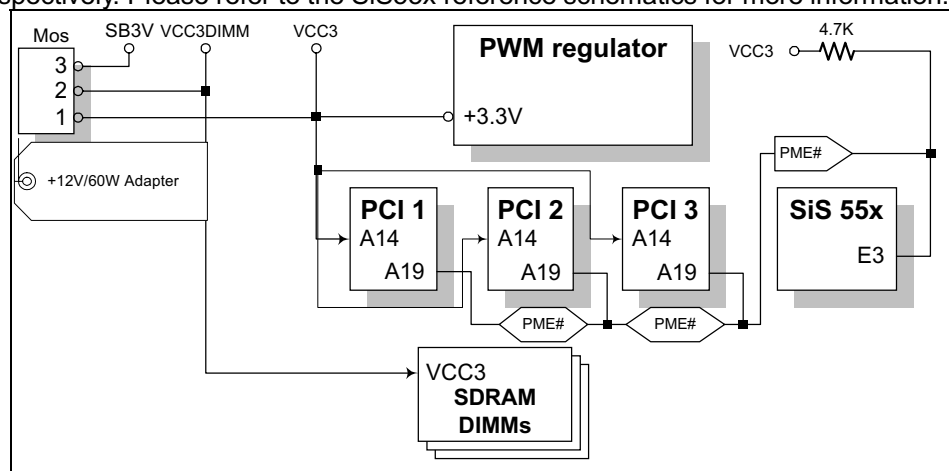 spectively. Please refer to the SiS55x reference schematics for more information.
Mos SB3V VCC3DIMM VCC3
4.7K
VCC3
3
2
1
PWM regulator
+3.3V
+12V/60W Adapter
PME#
PCI 1
A14
A19
PCI 2
A14
A19
PCI 3
A14
A19
SiS 55x
E3
PME#
PME#
VCC3
SDRAM
DIMMs